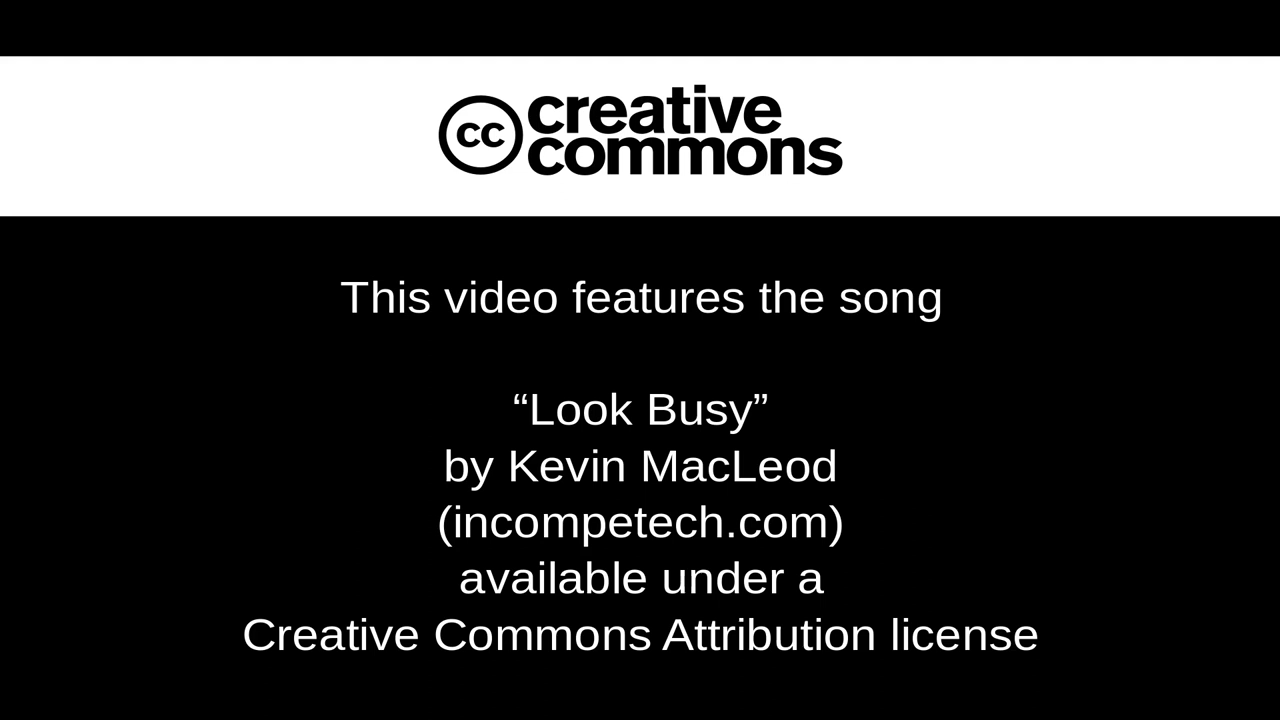 cc creative
commons
This video features the song
“Look Busy”
by Kevin MacLeod
(incompetech.com)
available under a
Creative Commons Attribution license